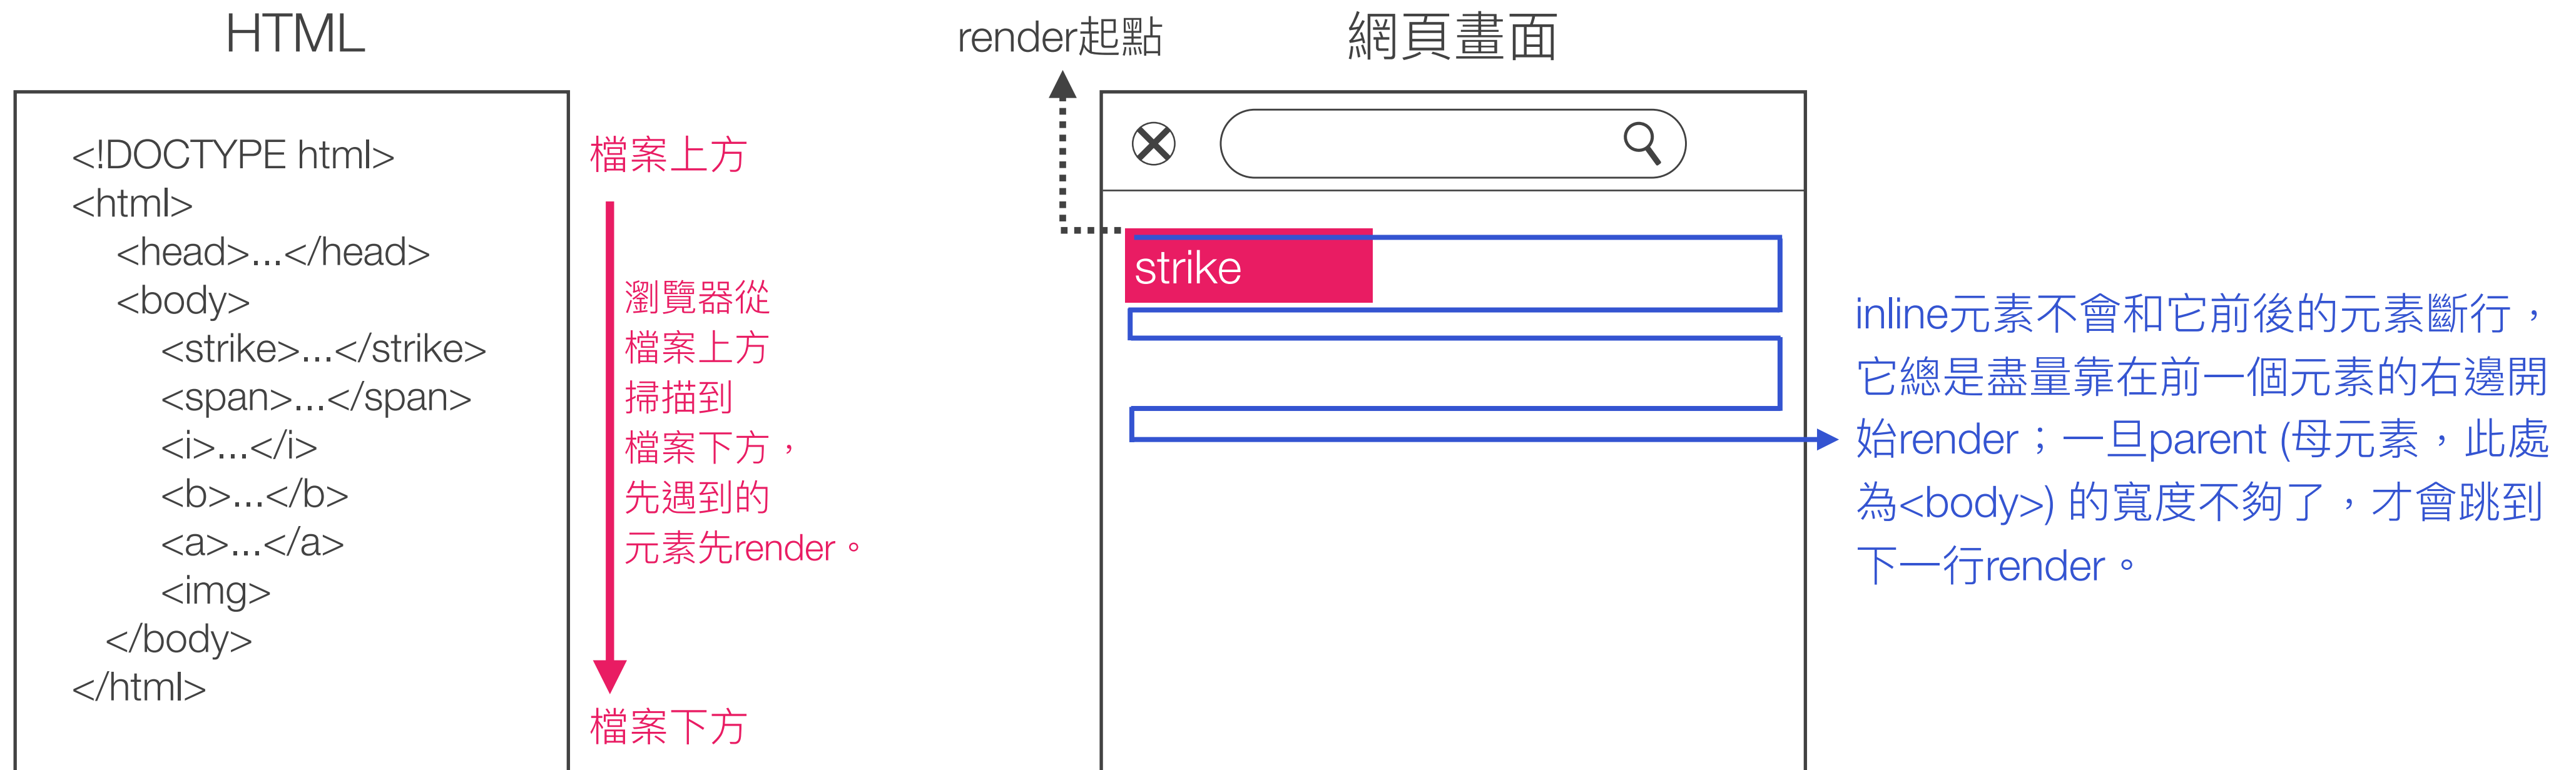 HTML
<!DOCTYPE html>
<html>
<head>...</head>
<body>
<strike>...</strike>
<span>...</span>
<i>...</i>
<b>...</b>
<a>...</a>
<img>
</body>
</html>
檔案上方
瀏覽器從
檔案上方
掃描到
檔案下方，
先遇到的
元素先render。
檔案下方
render起點
網頁畫面
strike
inline元素不會和它前後的元素斷行，
它總是盡量靠在前一個元素的右邊開
始render；一旦parent (母元素，此處
為<body>) 的寬度不夠了，才會跳到
下一行render。